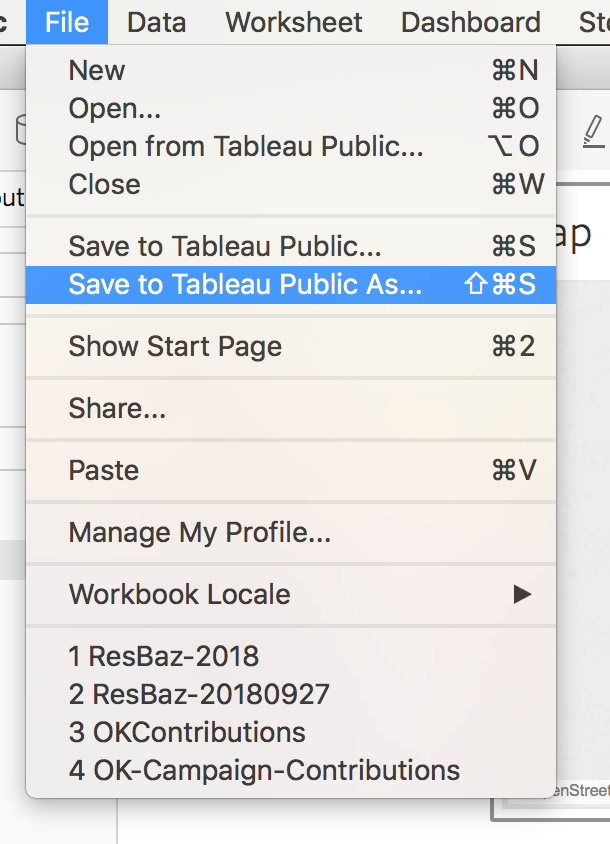 c File Data Worksheet Dashboard Ste
New ⌘N
Open... ⌘O
Open from Tableau Public... ⌥O
Close ⌘W
out
Save to Tableau Public... ⌘S
ap
Save to Tableau Public As... ⇧⌘S
Show Start Page ⌘2
Share...
Paste ⌘V
Manage My Profile...
Workbook Locale ▶
1 ResBaz-2018
2 ResBaz-20180927
3 OKContributions
4 OK-Campaign-Contributions
enStreet